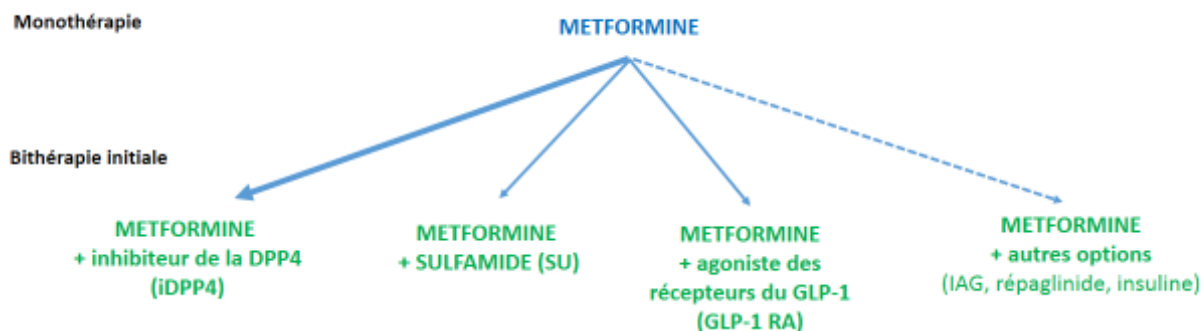 Monothérapie
METFORMINE
Bithérapie initiale
METFORMINE
+ inhibiteur de la DPP4
(iDPP4)
METFORMINE
+ SULFAMIDE (SU)
METFORMINE
+ agoniste des
récepteurs du GLP-1
(GLP-1 RA)
METFORMINE
+ autres options
(IAG, répaglinide, insuline)